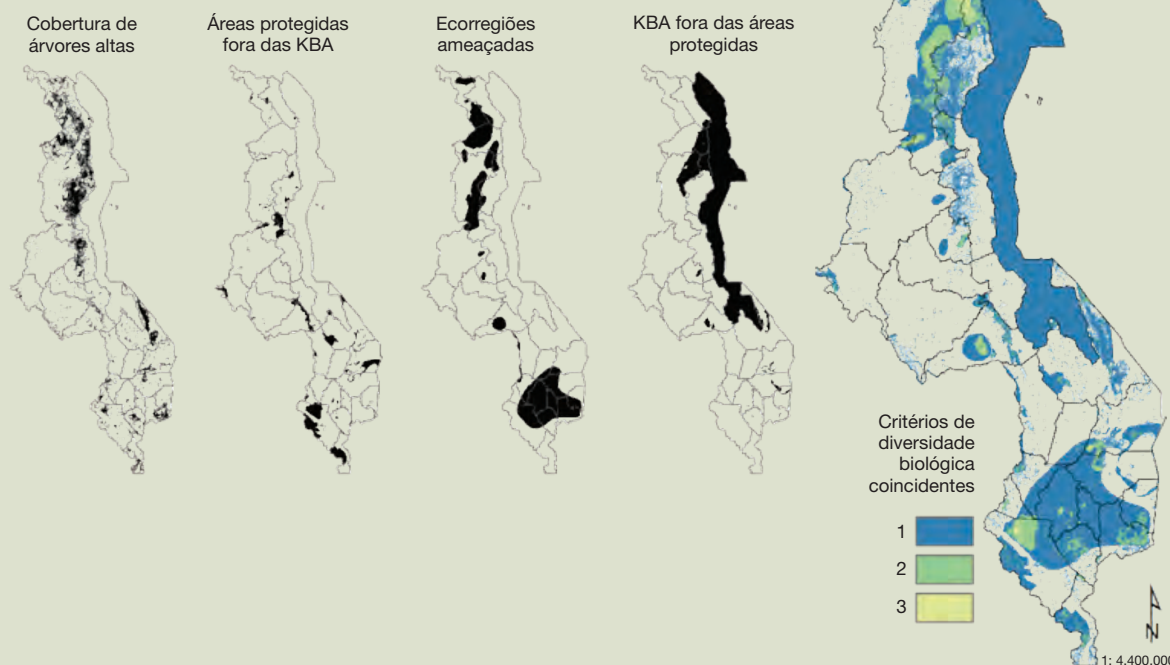 Cobertura de
árvores altas
Áreas protegidas
fora das KBA
Ecorregiões
ameaçadas
KBA fora das áreas
protegidas
Critérios de
diversidade
biológica
coincidentes
1
2
3
N
1: 4.400.000